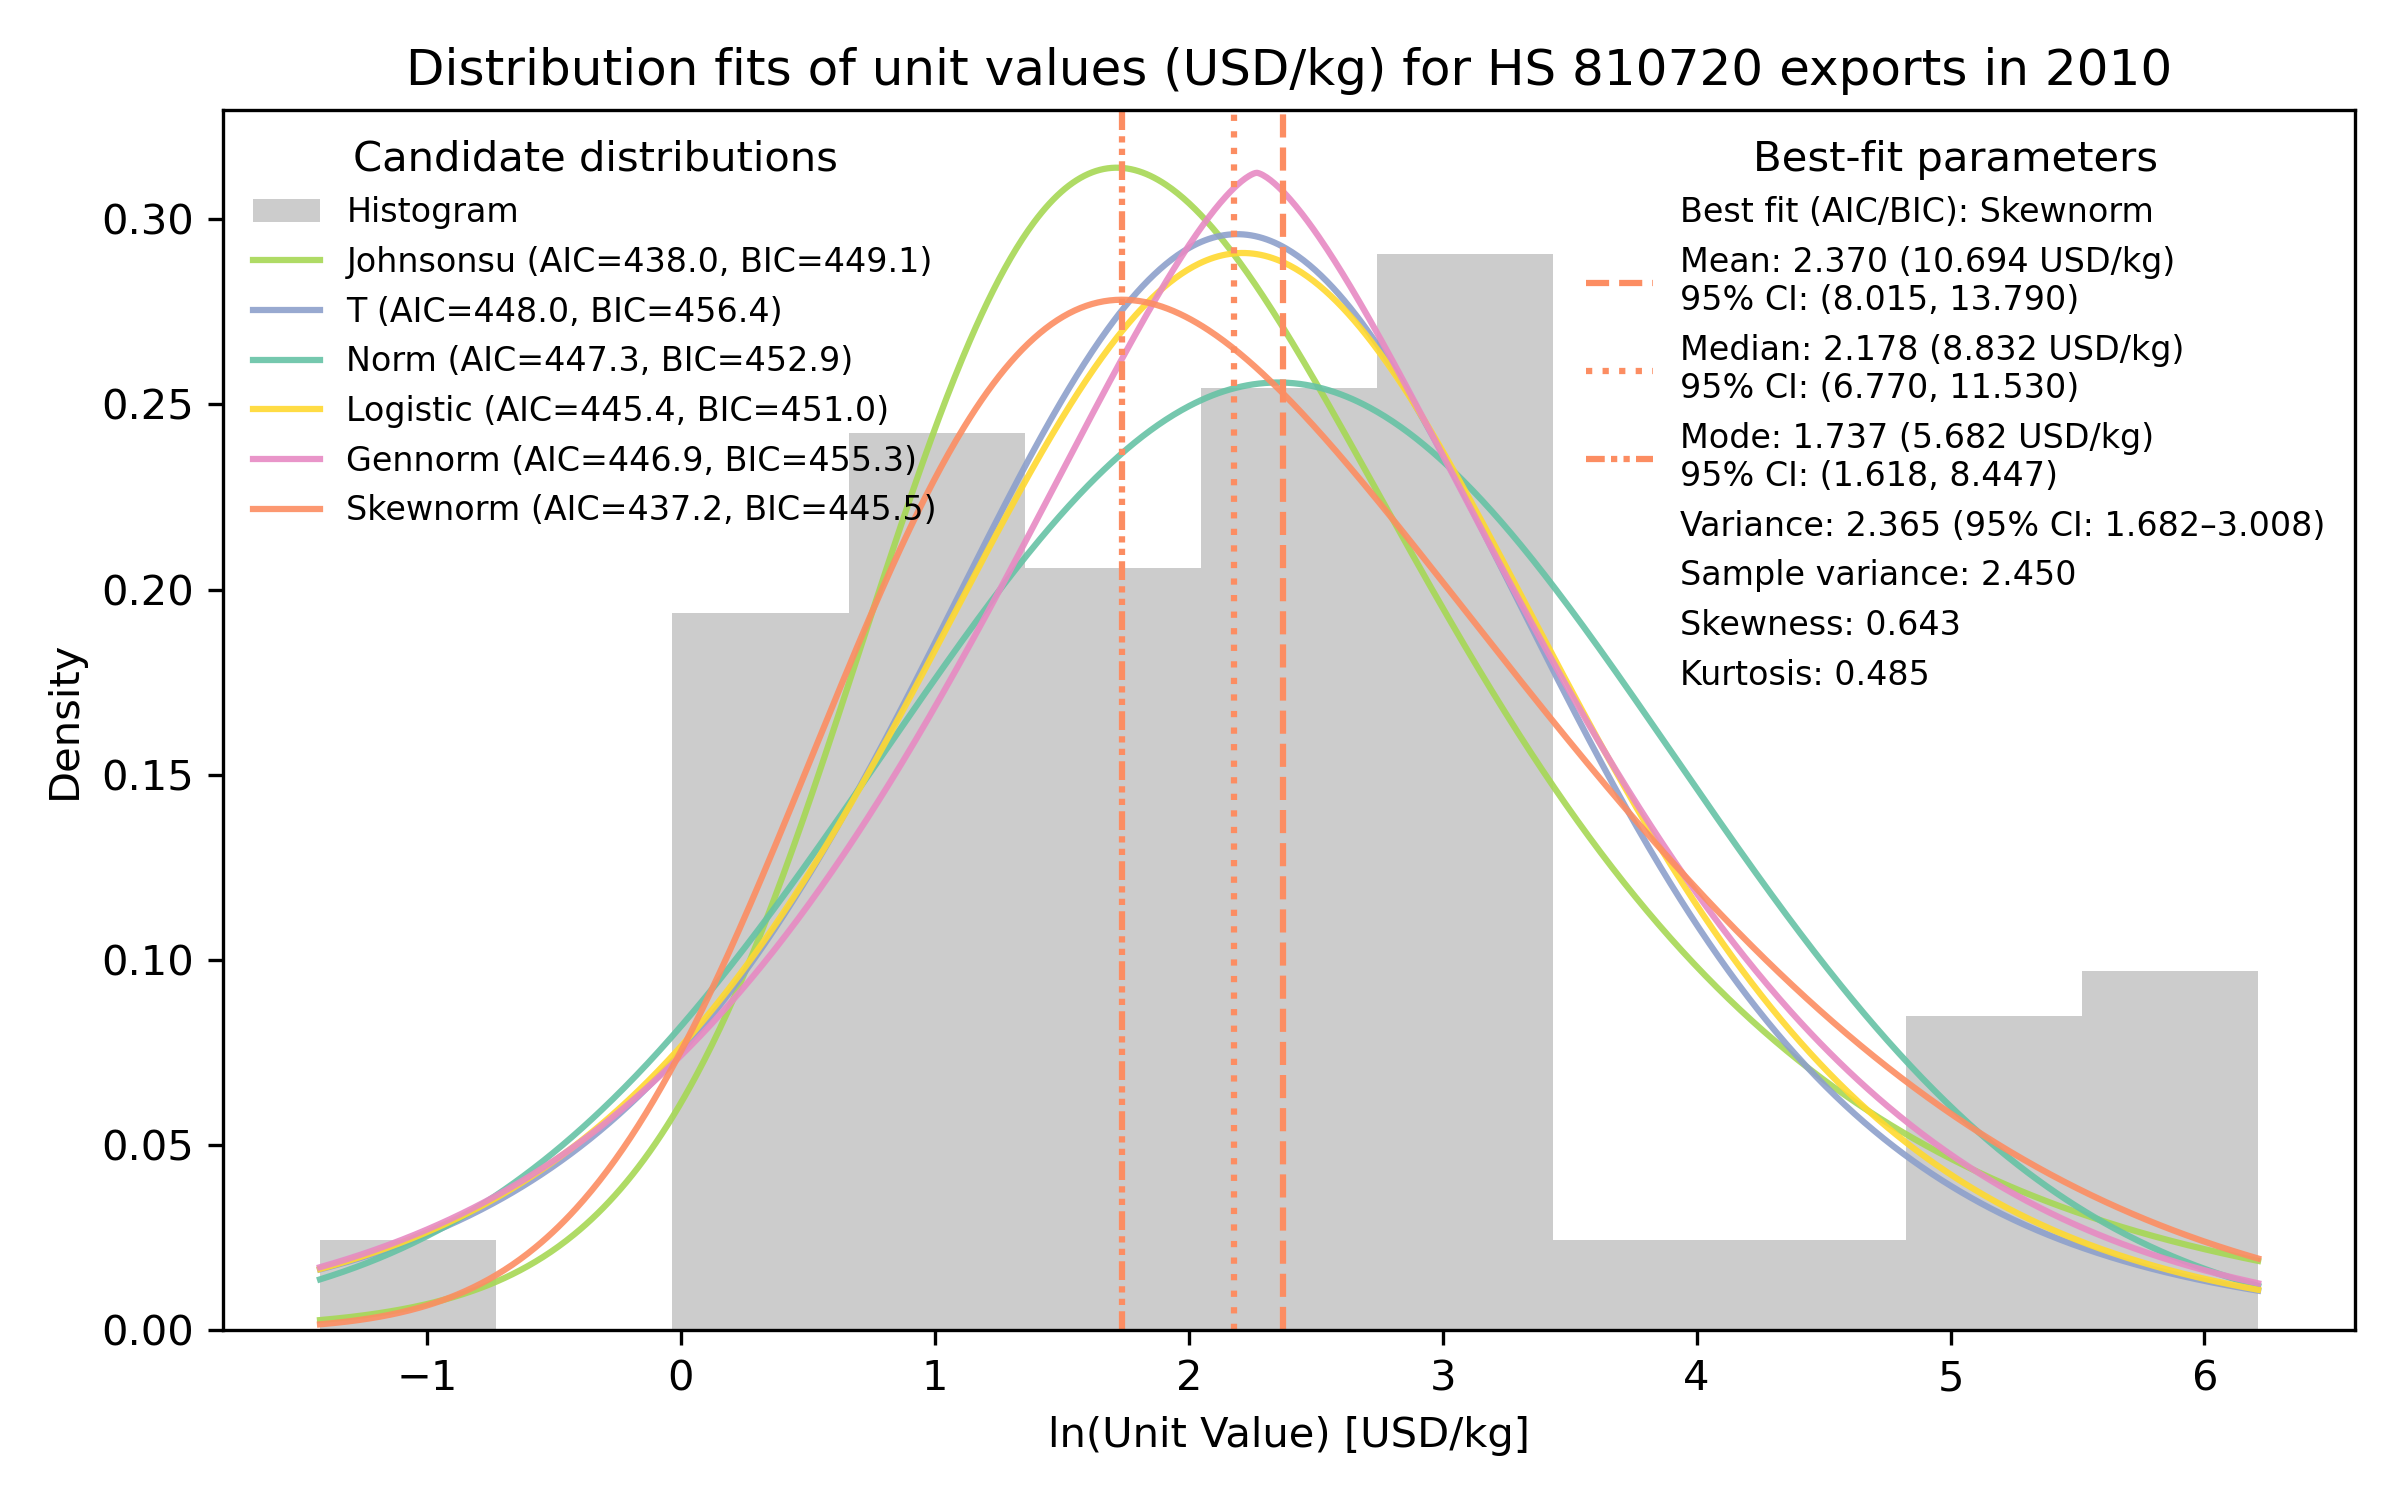 Distribution fits of unit values (USD/kg) for HS 810720 exports in 2010
Candidate distributions
Histogram
Johnsonsu (AIC=438.0, BIC=449.1)
T (AIC=448.0, BIC=456.4)
Norm (AIC=447.3, BIC=452.9)
Logistic (AIC=445.4, BIC=451.0)
Gennorm (AIC=446.9, BIC=455.3)
Skewnorm (AIC=437.2, BIC=445.5)
Best-fit parameters
Best fit (AIC/BIC): Skewnorm
Mean: 2.370 (10.694 USD/kg)
95% CI: (8.015, 13.790)
Median: 2.178 (8.832 USD/kg)
95% CI: (6.770, 11.530)
Mode: 1.737 (5.682 USD/kg)
95% CI: (1.618, 8.447)
Variance: 2.365 (95% CI: 1.682–3.008)
Sample variance: 2.450
Skewness: 0.643
Kurtosis: 0.485
Density
0.30
0.25
0.20
0.15
0.10
0.05
0.00
−1 0 1 2 3 4 5 6
ln(Unit Value) [USD/kg]